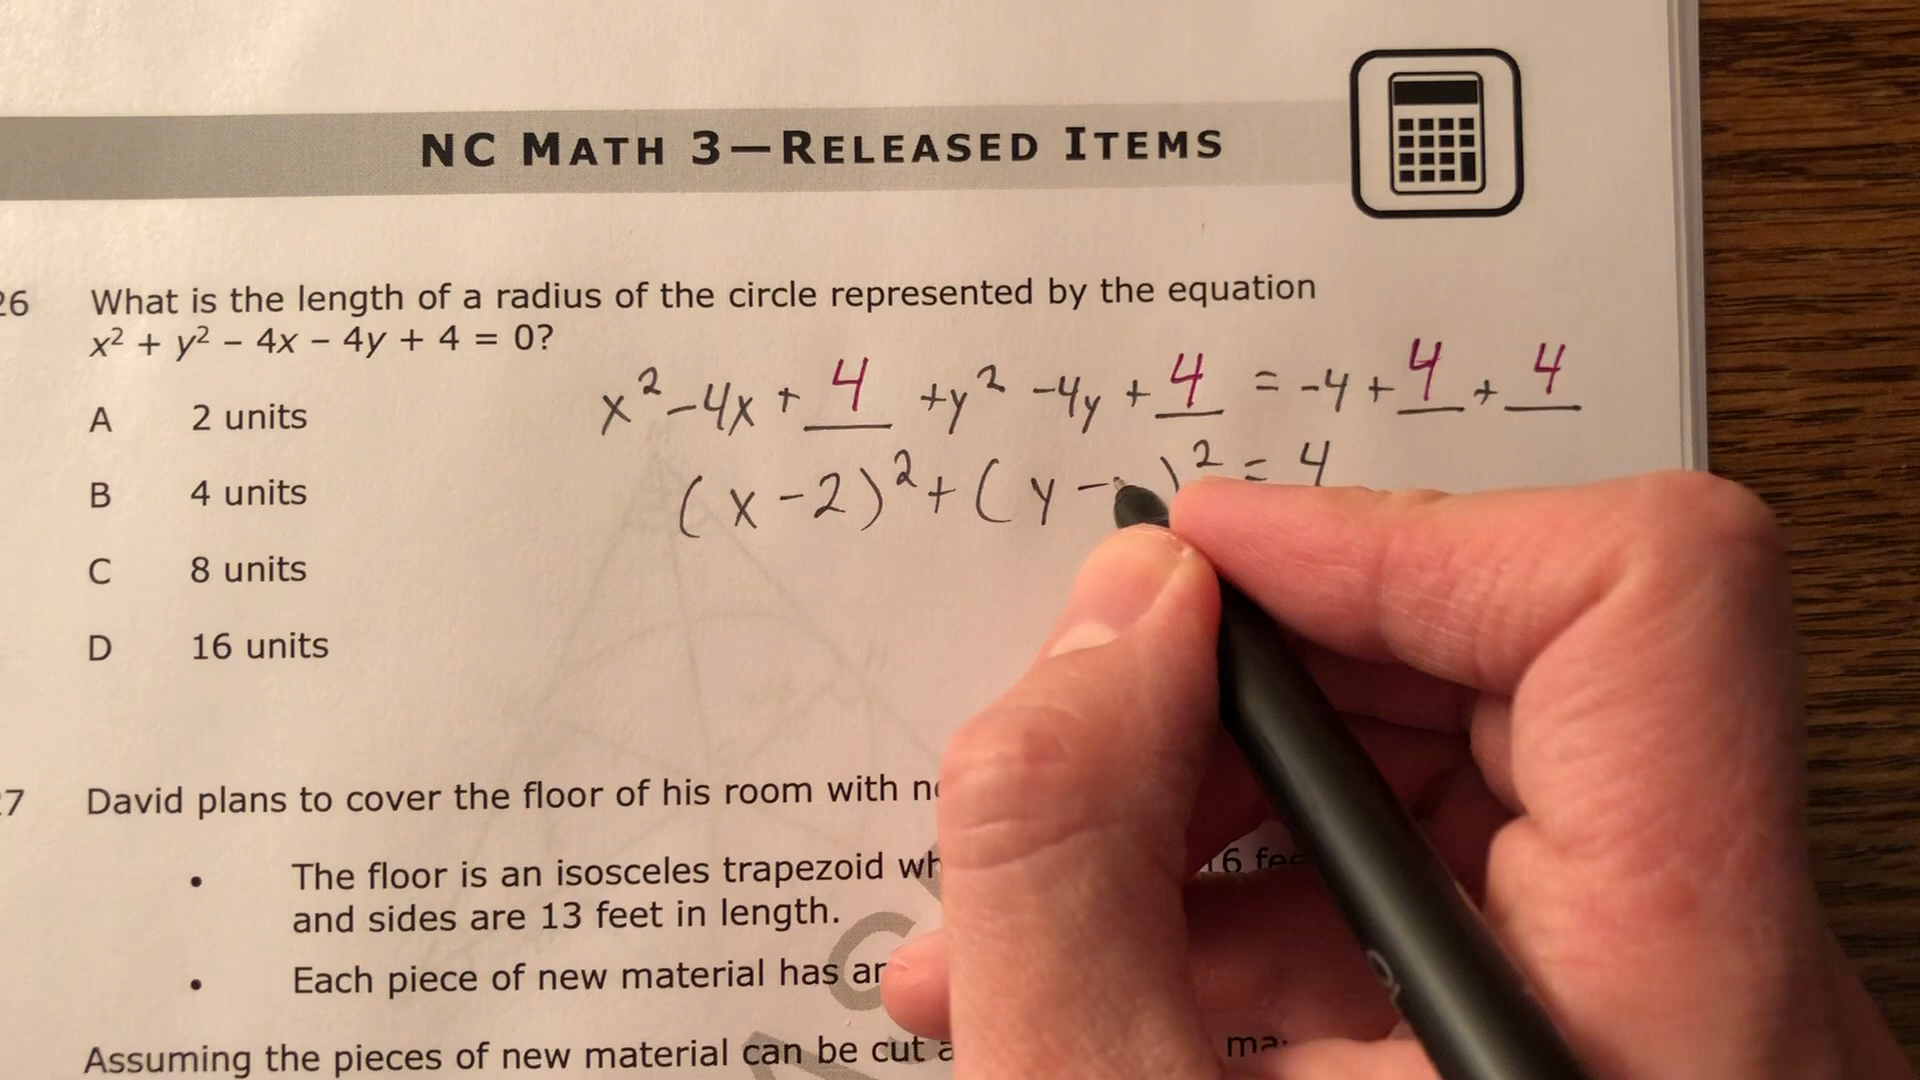 NC MATH 3—RELEASED ITEMS
26 What is the length of a radius of the circle represented by the equation
x² + y² – 4x – 4y + 4 = 0?
x² – 4x + 4 + y² – 4y + 4 = -4 + 4 + 4
(x – 2)² + (y – )² = 4
A 2 units
B 4 units
C 8 units
D 16 units
27 David plans to cover the floor of his room with
• The floor is an isosceles trapezoid 16
and sides are 13 feet in length.
• Each piece of new material has
Assuming the pieces of new material can be cut